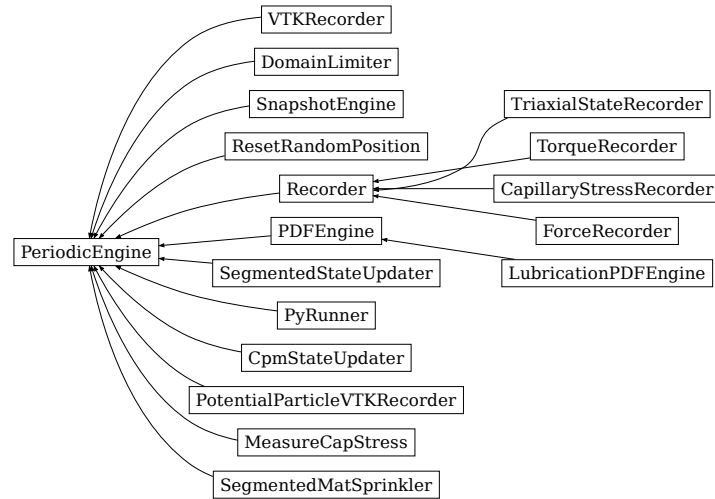 VTKRecorder
DomainLimiter
SnapshotEngine
TriaxialStateRecorder
ResetRandomPosition
TorqueRecorder
Recorder
CapillaryStressRecorder
PDFEngine
ForceRecorder
PeriodicEngine
SegmentedStateUpdater
LubricationPDFEngine
PyRunner
CpmStateUpdater
PotentialParticleVTKRecorder
MeasureCapStress
SegmentedMatSprinkler